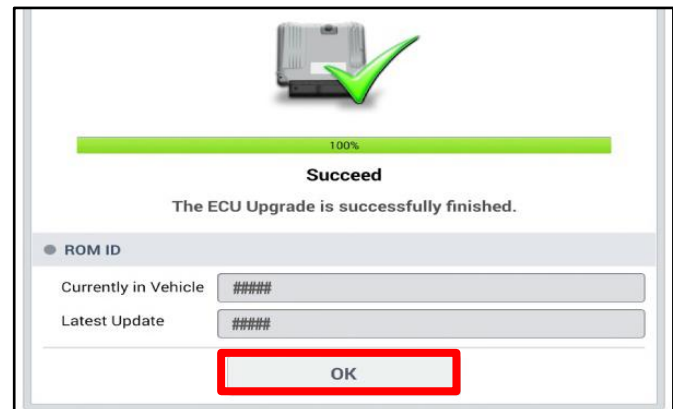 100%
Succeed
The ECU Upgrade is successfully finished.
ROM ID
Currently in Vehicle #####
Latest Update #####
OK